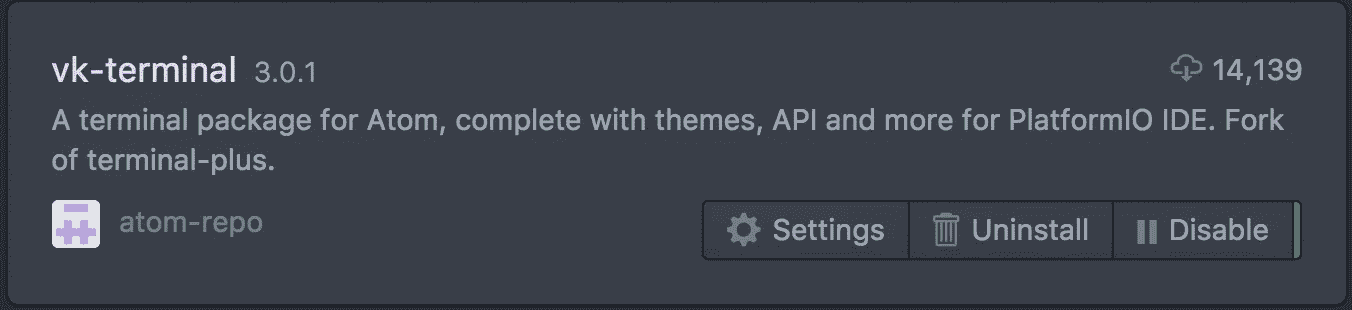 vk-terminal 3.0.1 14,139
A terminal package for Atom, complete with themes, API and more for PlatformIO IDE. Fork
of terminal-plus.
atom-repo Settings Uninstall Disable